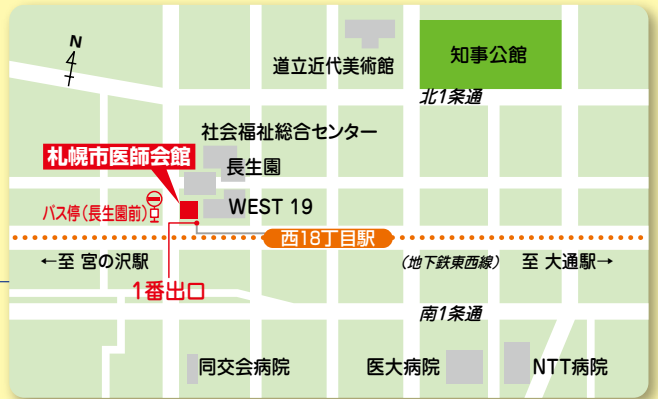 N
道立近代美術館
知事公館
北1条通
社会福祉総合センター
札幌市医師会館
長生園
バス停(長生園前)
WEST 19
西18丁目駅
←至 宮の沢駅
(地下鉄東西線)
至 大通駅→
1番出口
南1条通
同交会病院
医大病院
NTT病院